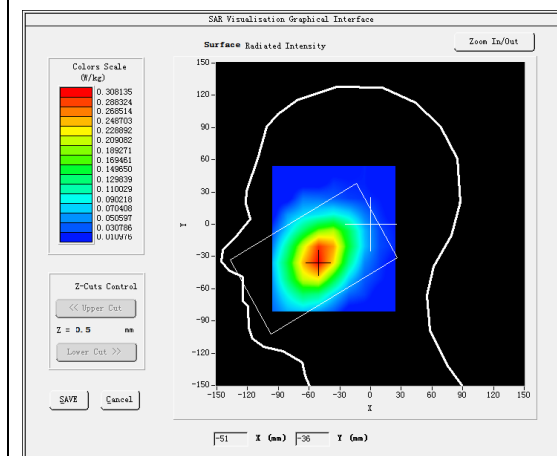 SAR Visualisation Graphical Interface
Surface Radiated Intensity
Zoom In/Out
Colors Scale
(W/kg)
0.308135
0.288324
0.268514
0.248703
0.228892
0.209082
0.189271
0.169461
0.149650
0.129839
0.110029
0.090218
0.070408
0.050597
0.030786
0.010976
150
120
90
60
30
0
-30
-60
-90
-120
-150
Y
-150 -120 -90 -60 -30 0 30 60 90 120 150
X
Z-Cuts Control
<< Upper Cut
Z = 0.5 mm
Lower Cut >>
SAVE
Cancel
-51 X (mm) -36 Y (mm)